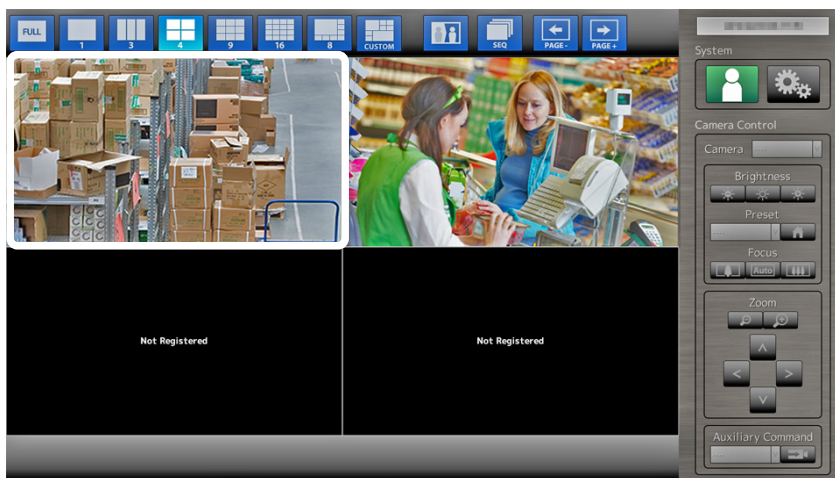 FULL
1
3
4
9
16
8
CUSTOM
SEQ
PAGE-
PAGE+
System
Camera Control
Camera
----
Brightness
Preset
----
Focus
Auto
Zoom
Not Registered
Not Registered
Auxiliary Command
----